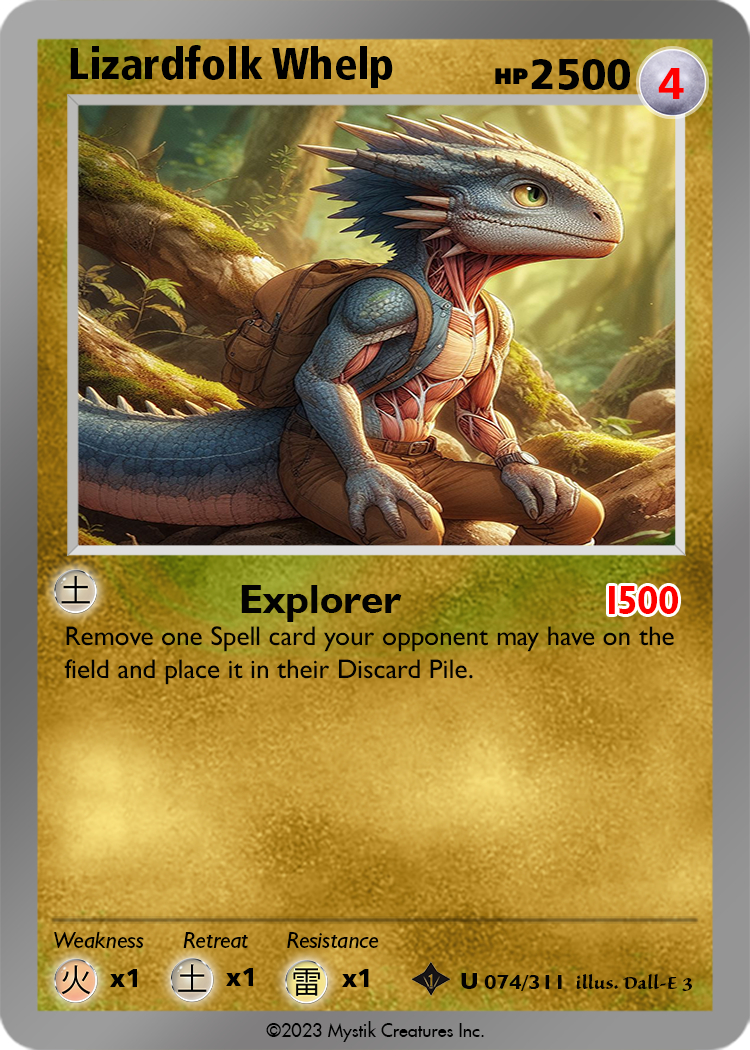 Lizardfolk Whelp HP2500 4
土 Explorer 1500
Remove one Spell card your opponent may have on the
field and place it in their Discard Pile.
Weakness Retreat Resistance
火 x1 土 x1 雷 x1 1 U 074/311 illus. Dall-E 3
©2023 Mystik Creatures Inc.